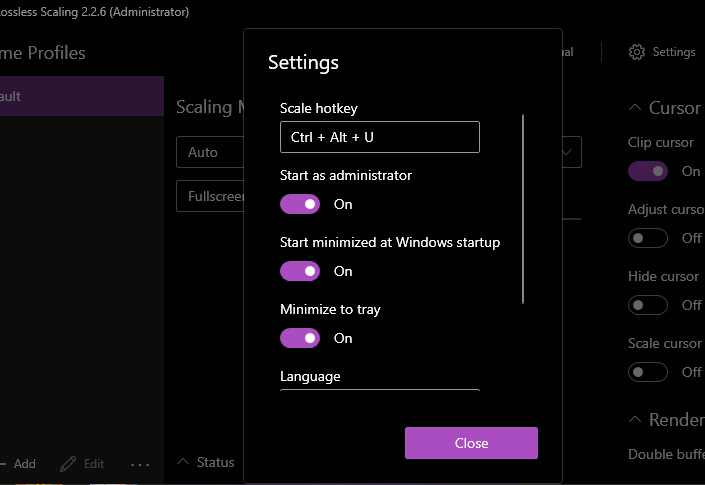 ossless Scaling 2.2.6 (Administrator)
me Profiles
ault
+ Add
Edit
...
Scaling M
Auto
Fullscree
Status
Settings
Scale hotkey
Ctrl + Alt + U
Start as administrator
On
Start minimized at Windows startup
On
Minimize to tray
On
Language
Close
ual
Settings
Cursor
Clip cursor
On
Adjust curso
Off
Hide cursor
Off
Scale cursor
Off
Render
Double buffe